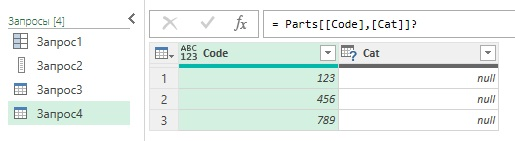 Запросы [4]
= Parts[[Code],[Cat]]?
Запрос1
Запрос2
Запрос3
Запрос4
ABC 123 Code Cat
1 123 null
2 456 null
3 789 null